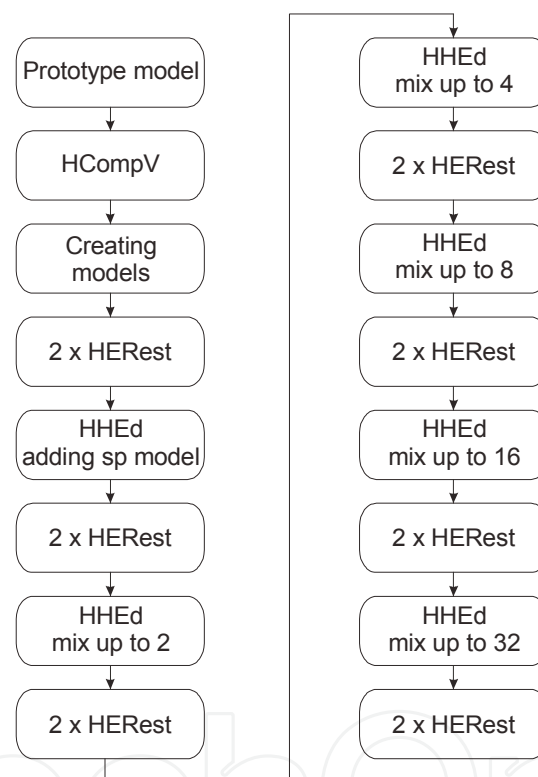 Prototype model
HCompV
Creating
models
2 x HERest
HHEd
adding sp model
2 x HERest
HHEd
mix up to 2
2 x HERest
HHEd
mix up to 4
2 x HERest
HHEd
mix up to 8
2 x HERest
HHEd
mix up to 16
2 x HERest
HHEd
mix up to 32
2 x HERest